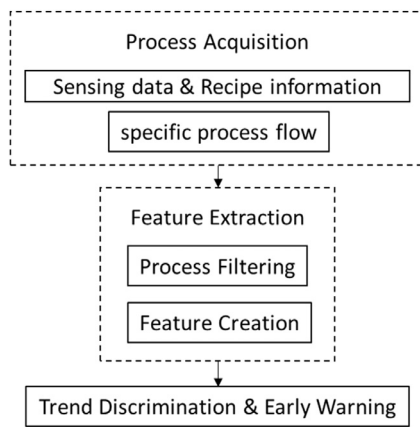 Process Acquisition
Sensing data & Recipe information
specific process flow
Feature Extraction
Process Filtering
Feature Creation
Trend Discrimination & Early Warning